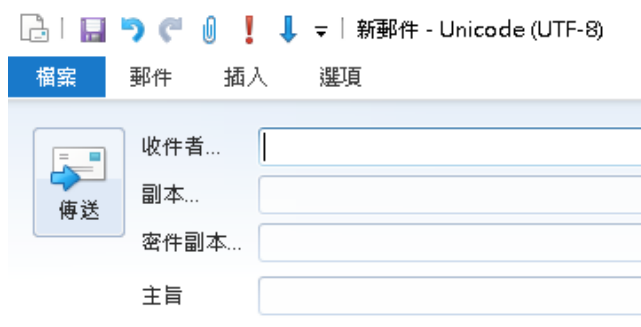 新郵件 - Unicode (UTF-8)
檔案 郵件 插入 選項
收件者...
副本...
傳送
密件副本...
主旨